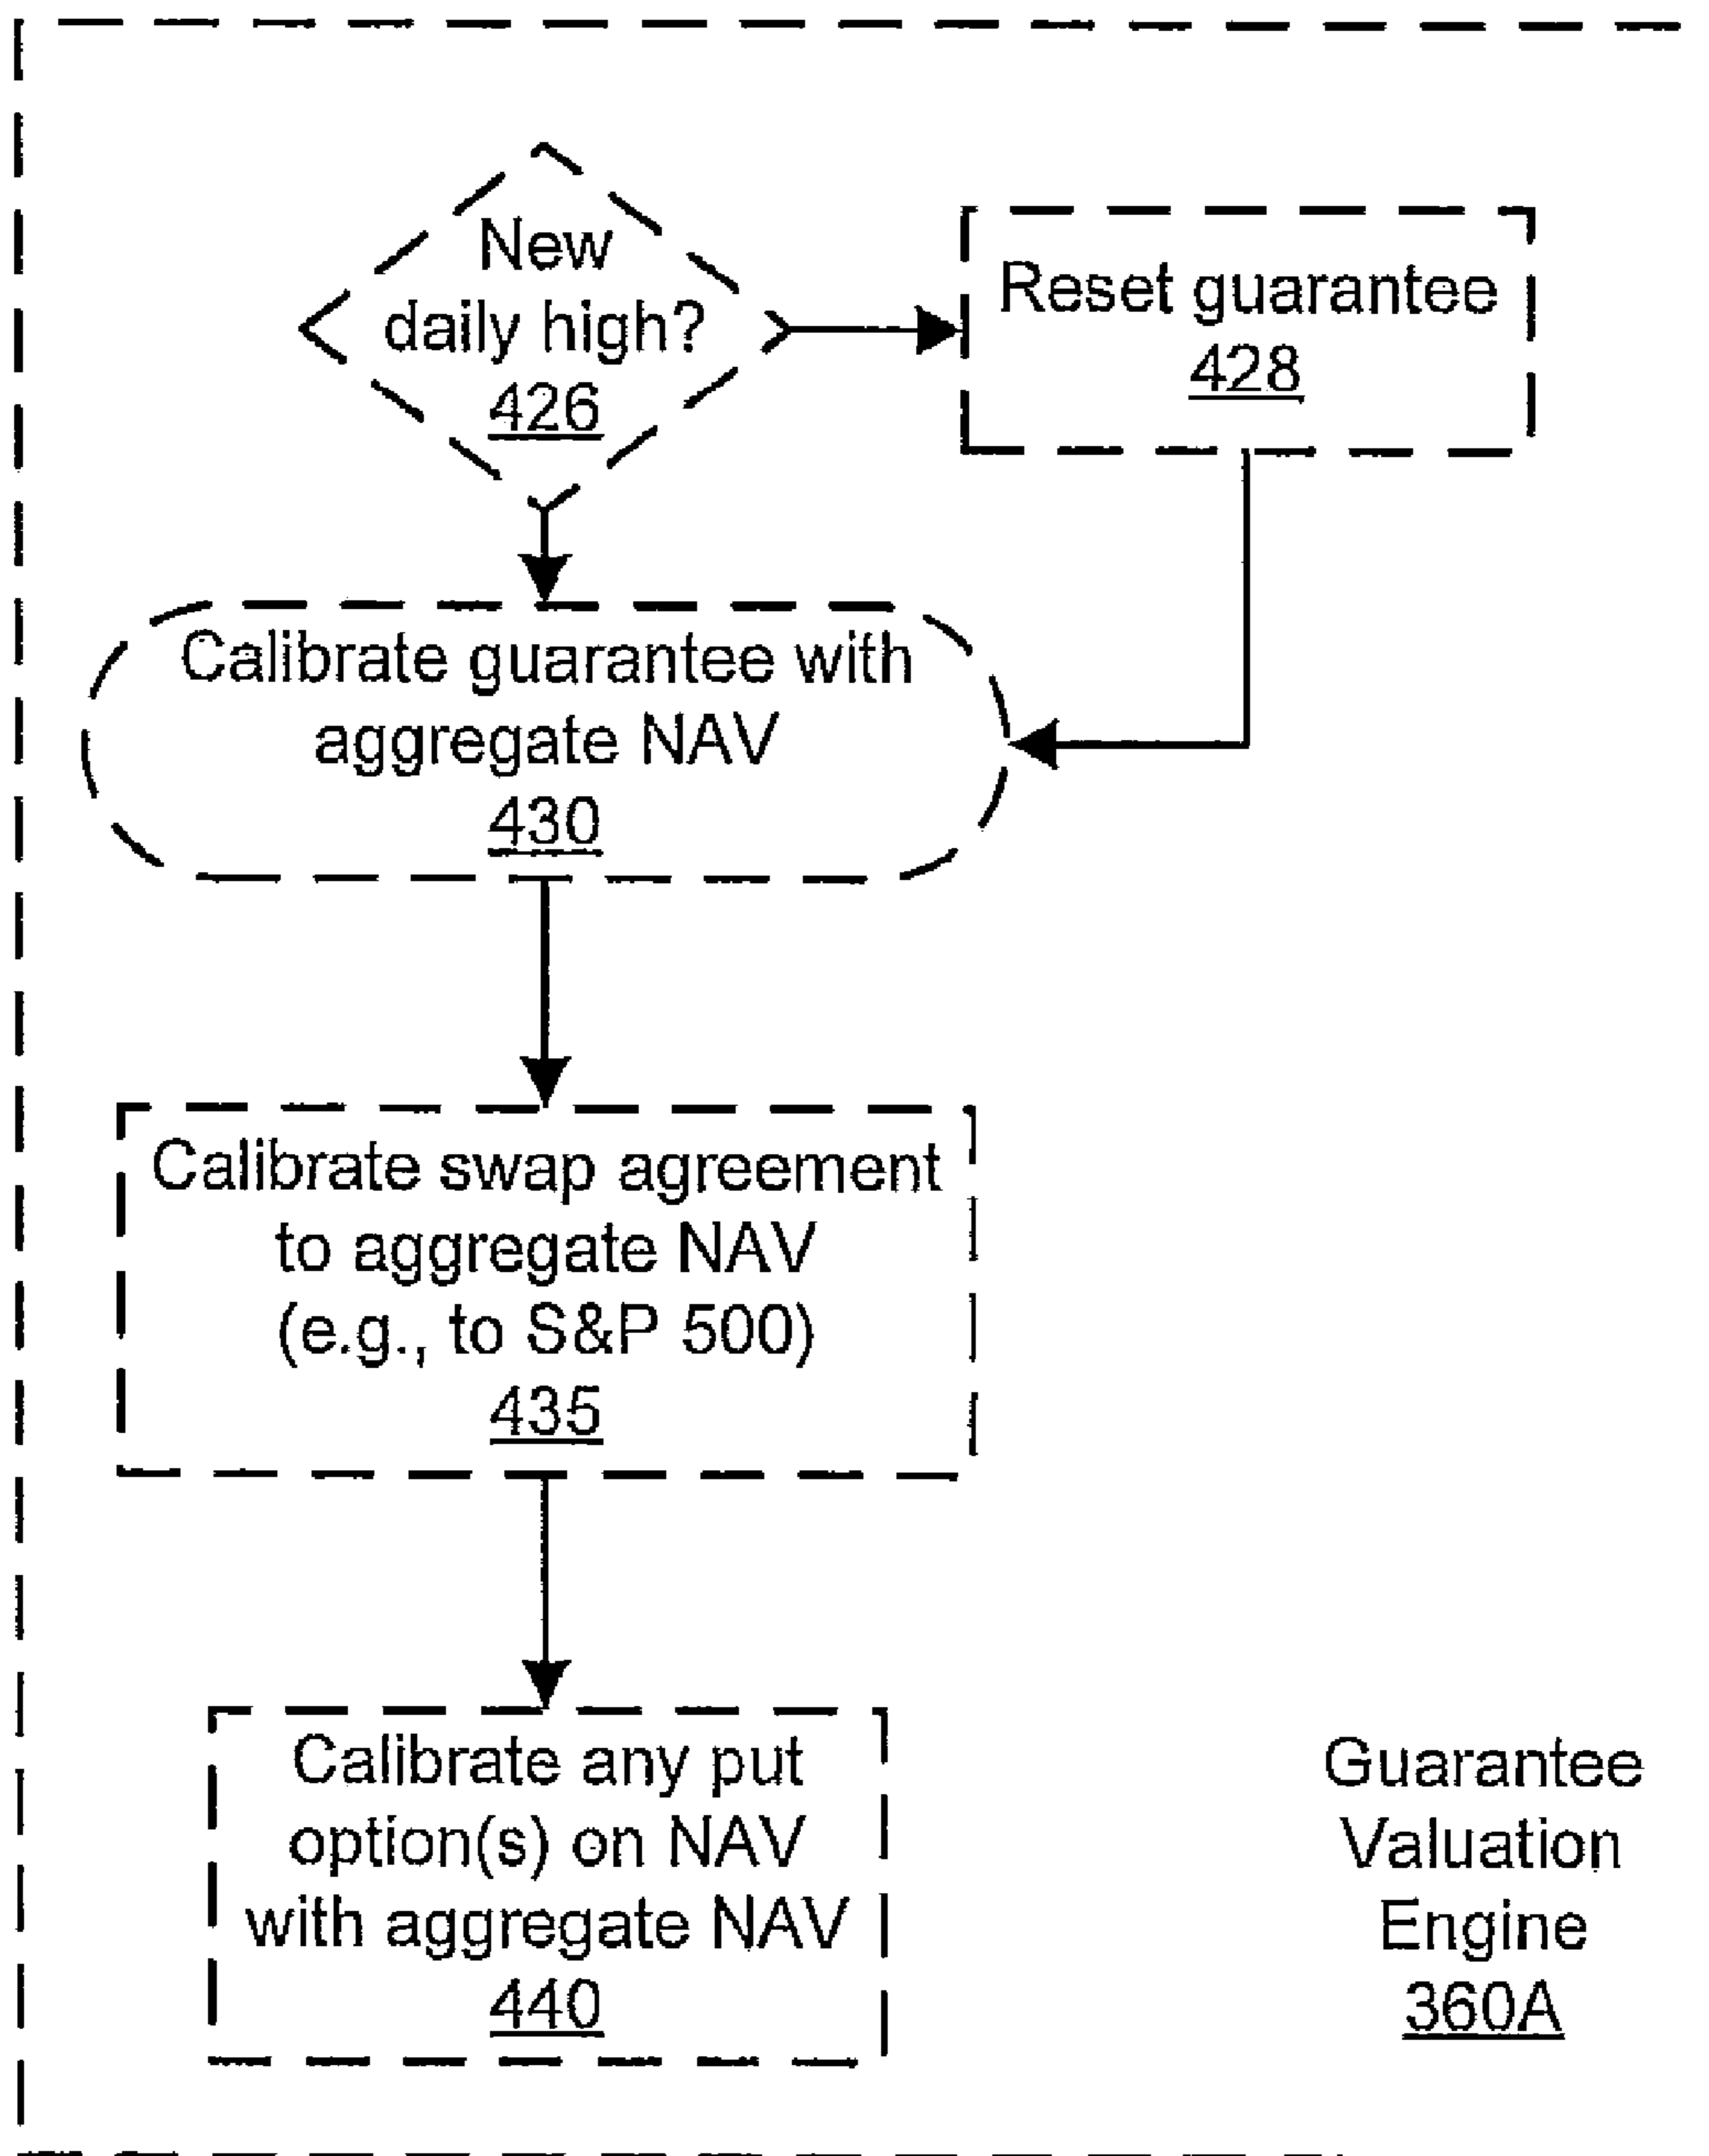 New
daily high?
426
Reset guarantee
428
Calibrate guarantee with
aggregate NAV
430
Calibrate swap agreement
to aggregate NAV
(e.g., to S&P 500)
435
Calibrate any put
option(s) on NAV
with aggregate NAV
440
Guarantee
Valuation
Engine
360A